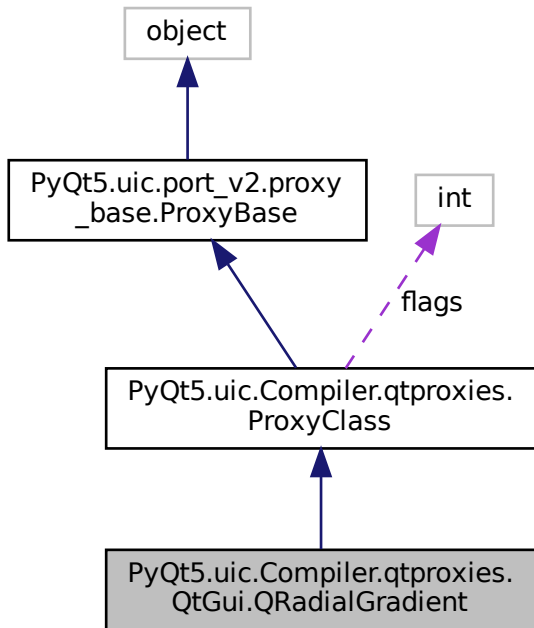 object
PyQt5.uic.port_v2.proxy
_base.ProxyBase
int
flags
PyQt5.uic.Compiler.qtproxies.
ProxyClass
PyQt5.uic.Compiler.qtproxies.
QtGui.QRadialGradient